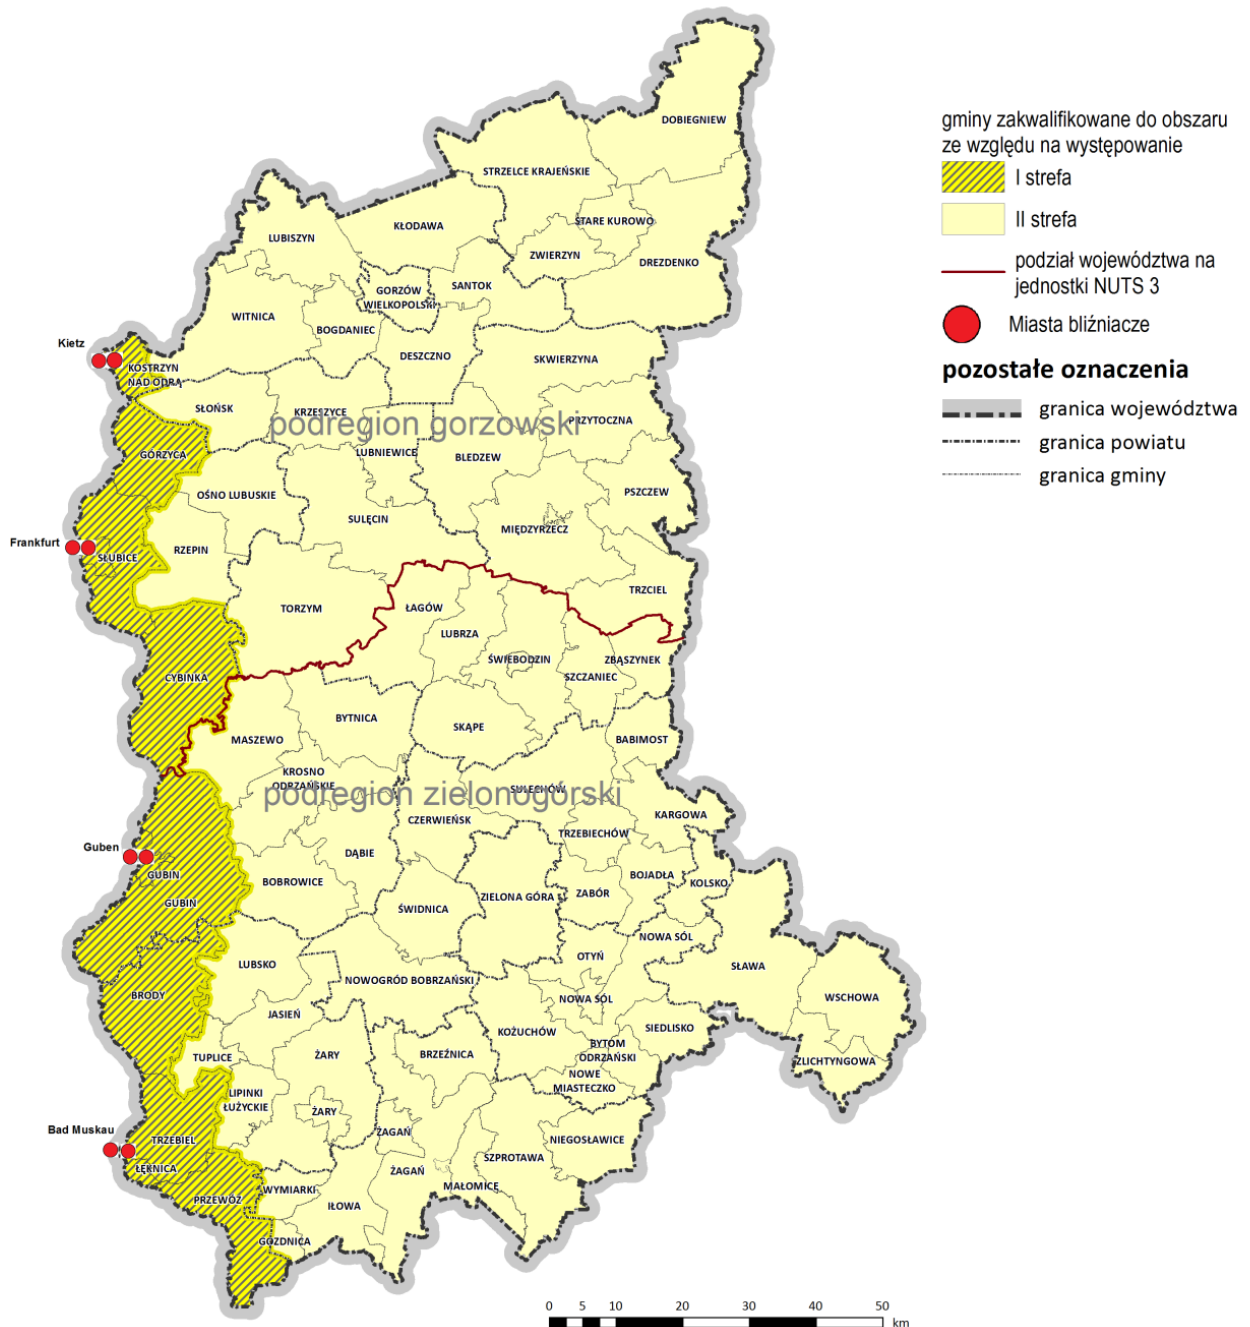 DOBIEGNIEW
STRZELCE KRAJEŃSKIE
STARE KUROWO
KŁODAWA
LUBISZYN
ZWIERZYN
DREZDENKO
SANTOK
GORZÓW
WIELKOPOLSKI
WITNICA
BOGDANIEC
Kietz
DESZCZNO
SKWIERZYNA
KOSTRZYN
NAD ODRĄ
SŁOŃSK
KRZESZYCE
PRZYTOCZNA
podregion gorzowski
LUBNIEWICE
BLEDZEW
GÓRZYCA
OŚNO LUBUSKIE
PSZCZEW
SULĘCIN
MIĘDZYRZECZ
Frankfurt
SŁUBICE
RZEPIN
TRZCIEL
TORZYM
ŁAGÓW
LUBRZA
ŚWIEBODZIN
ZBĄSZYNEK
SZCZANIEC
CYBINKA
BYTNICA
SKĄPE
MASZEWO
BABIMOST
KROSNO
ODRZAŃSKIE
SULECHÓW
podregion zielonogórski
KARGOWA
CZERWIEŃSK
TRZEBIECHÓW
Guben
DĄBIE
GUBIN
BOBROWICE
BOJADŁA
KOLSKO
ZABÓR
ZIELONA GÓRA
GUBIN
ŚWIDNICA
NOWA SÓL
OTYŃ
LUBSKO
SŁAWA
NOWOGRÓD BOBRZAŃSKI
BRODY
WSCHOWA
NOWA SÓL
JASIEŃ
KOŻUCHÓW
SIEDLISKO
BYTOM
ODRZAŃSKI
TUPLICE
ŻARY
BRZEŹNICA
SZLICHTYNGOWA
NOWE
MIASTECZKO
LIPINKI
ŁUŻYCKIE
ŻARY
Bad Muskau
ŻAGAŃ
TRZEBIEL
NIEGOSŁAWICE
SZPROTAWA
ŁĘKNICA
ŻAGAŃ
MAŁOMICE
WYMIARKI
PRZEWÓZ
IŁOWA
GOZDNICA
gminy zakwalifikowane do obszaru
ze względu na występowanie
I strefa
II strefa
podział województwa na
jednostki NUTS 3
Miasta bliźniacze
pozostałe oznaczenia
granica województwa
granica powiatu
granica gminy
0 5 10 20 30 40 50
km